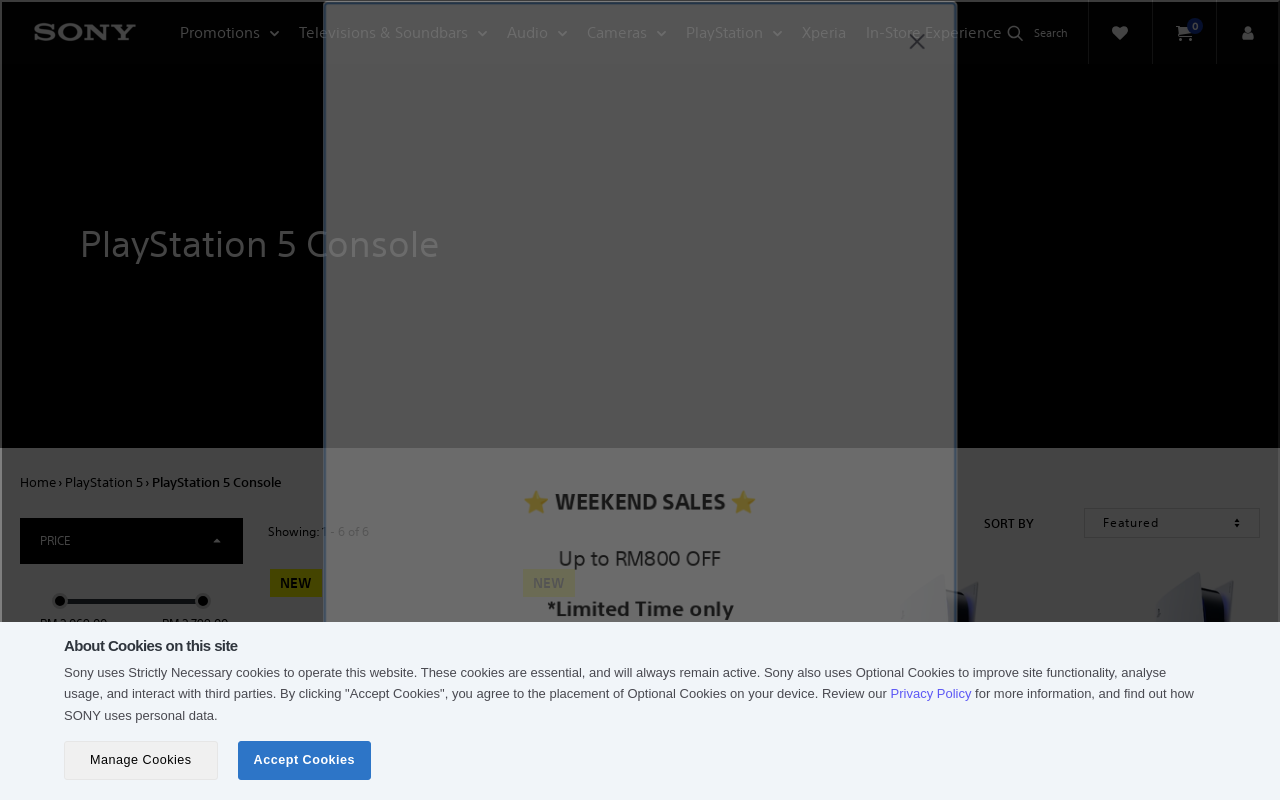 SONY
Promotions
Televisions & Soundbars
Audio
Cameras
PlayStation
Xperia
In-Store Experience
Search
0
PlayStation 5 Console
Home › PlayStation 5 › PlayStation 5 Console
PRICE
Showing: 1 - 6 of 6
SORT BY
Featured
NEW
NEW
⭐ WEEKEND SALES ⭐
Up to RM800 OFF
*Limited Time only
About Cookies on this site
Sony uses Strictly Necessary cookies to operate this website. These cookies are essential, and will always remain active. Sony also uses Optional Cookies to improve site functionality, analyse
usage, and interact with third parties. By clicking "Accept Cookies", you agree to the placement of Optional Cookies on your device. Review our Privacy Policy for more information, and find out how
SONY uses personal data.
Manage Cookies
Accept Cookies